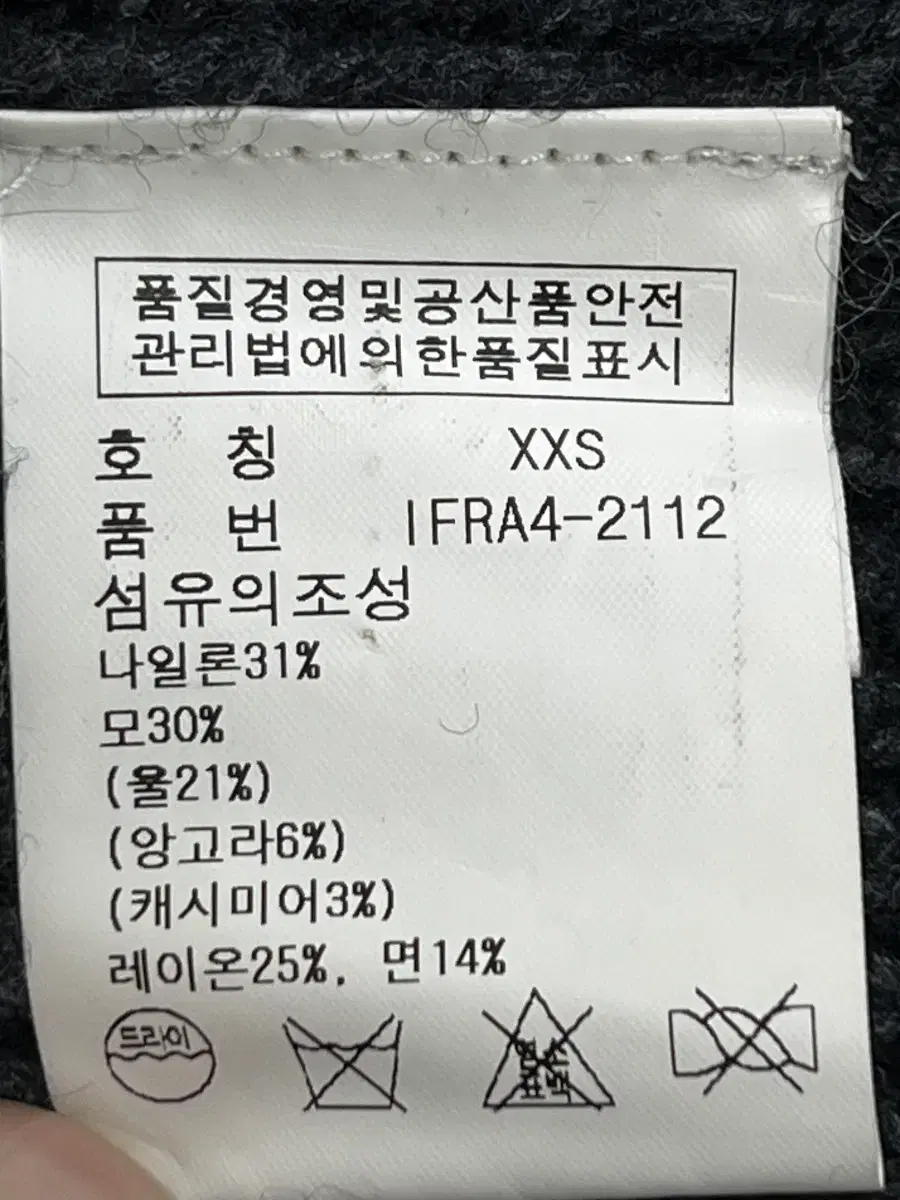 품질경영및공산품안전
관리법에의한품질표시
호 칭 XXS
품 번 IFRA4-2112
섬유의조성
나일론31%
모30%
(울21%)
(앙고라6%)
(캐시미어3%)
레이온25%, 면14%
드라이